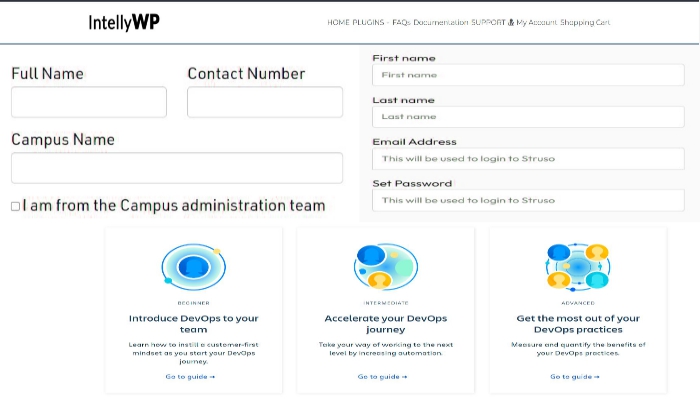 IntellyWP
HOME PLUGINS - FAQs Documentation SUPPORT My Account Shopping Cart
Full Name
Contact Number
Campus Name
I am from the Campus administration team
First name
First name
Last name
Last name
Email Address
This will be used to login to Struso
Set Password
This will be used to login to Struso
BEGINNER
Introduce DevOps to your
team
Learn how to instill a customer-first
mindset as you start your DevOps
journey.
Go to guide →
INTERMEDIATE
Accelerate your DevOps
journey
Take your way of working to the next
level by increasing automation.
Go to guide →
ADVANCED
Get the most out of your
DevOps practices
Measure and quantify the benefits of
your DevOps practices.
Go to guide →